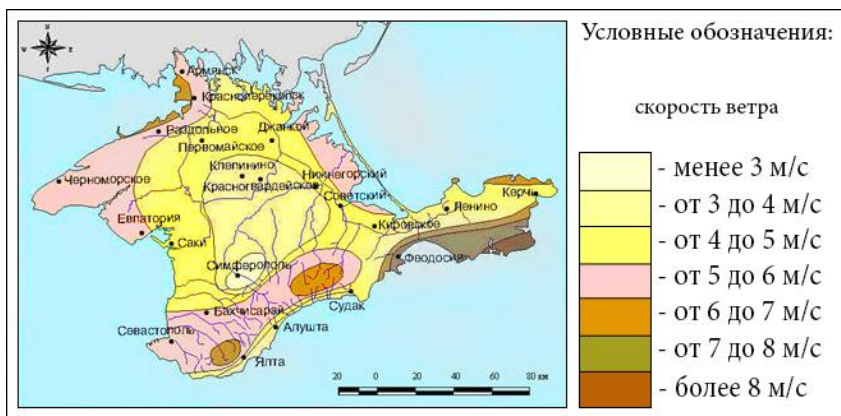 Условные обозначения:
скорость ветра
- менее 3 м/с
- от 3 до 4 м/с
- от 4 до 5 м/с
- от 5 до 6 м/с
- от 6 до 7 м/с
- от 7 до 8 м/с
- более 8 м/с
Армянск
Красноперекопск
Раздольное
Джанкой
Первомайское
Клепинино
Нижнегорский
Черноморское
Красногвардейское
Советский
Керчь
Ленино
Евпатория
Кировское
Саки
Симферополь
Феодосия
Судак
Бахчисарай
Алушта
Севастополь
Ялта
20 0 20 40 60 80 км